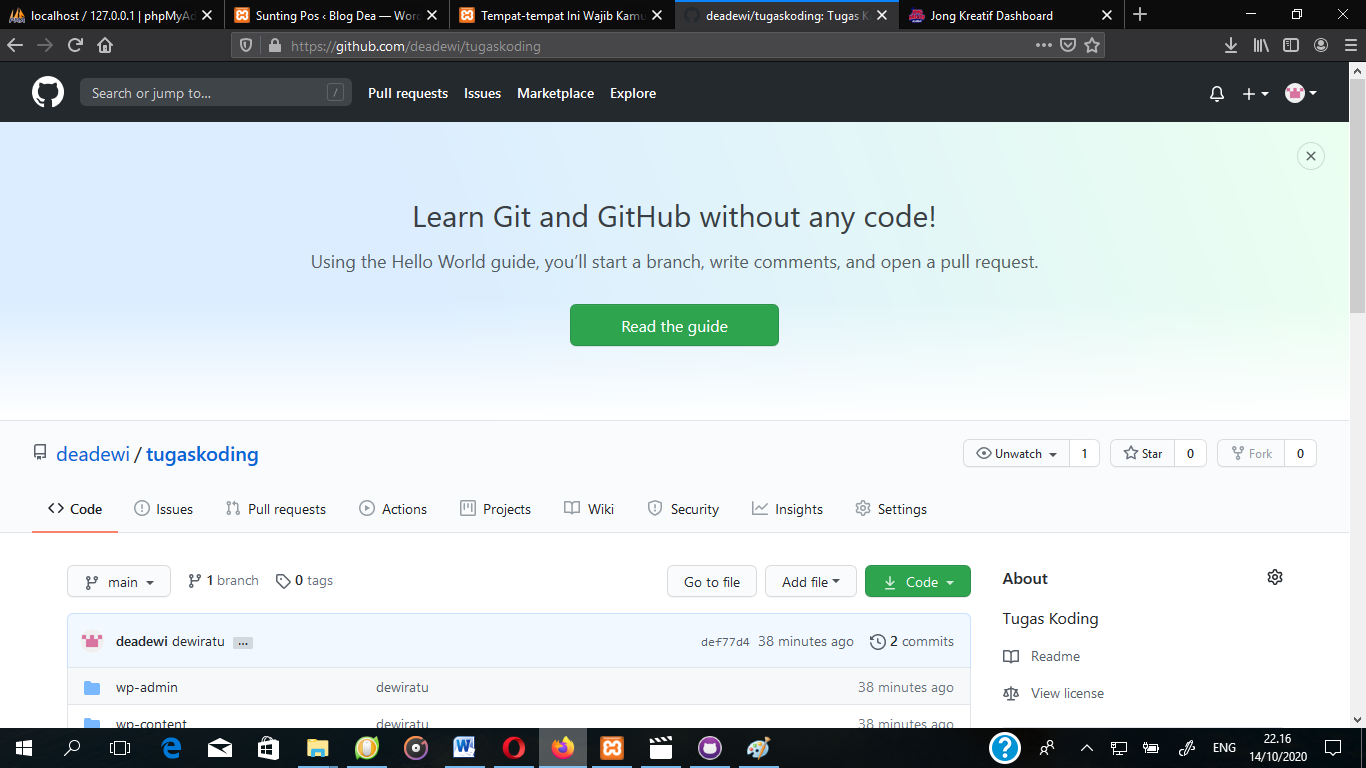 localhost / 127.0.0.1 | phpMyAd
Sunting Pos ‹ Blog Dea — Word
Tempat-tempat Ini Wajib Kamu
deadewi/tugaskoding: Tugas K
Jong Kreatif Dashboard
https://github.com/deadewi/tugaskoding
Search or jump to... /
Pull requests Issues Marketplace Explore
Learn Git and GitHub without any code!
Using the Hello World guide, you’ll start a branch, write comments, and open a pull request.
Read the guide
deadewi / tugaskoding
Unwatch 1 Star 0 Fork 0
Code Issues Pull requests Actions Projects Wiki Security Insights Settings
main 1 branch 0 tags
Go to file Add file Code
About
Tugas Koding
Readme
View license
deadewi dewiratu ... def77d4 38 minutes ago 2 commits
wp-admin dewiratu 38 minutes ago
wp-content dewiratu 38 minutes ago
ENG
22.16
14/10/2020